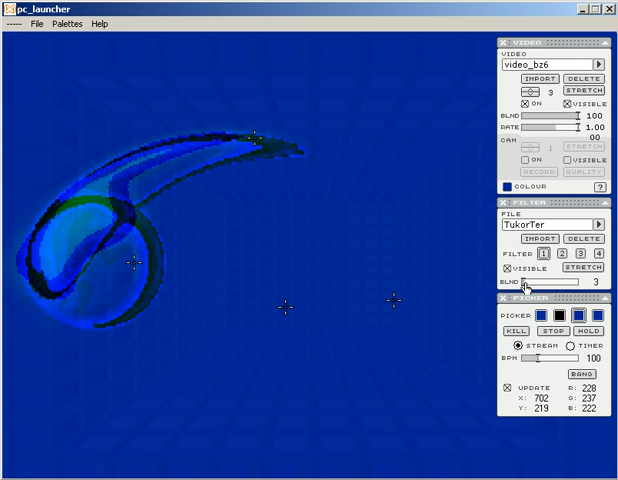 pc_launcher
----- File Palettes Help
VIDEO
VIDEO
video_bz6
IMPORT DELETE
3 STRETCH
ON VISIBLE
BLND 100
RATE 1.00
00
CAM
1 STRETCH
ON VISIBLE
RECORD QUALITY
COLOUR ?
FILTER
FILE
TukorTer
IMPORT DELETE
FILTER 1 2 3 4
VISIBLE STRETCH
BLND 3
PICKER
PICKER
KILL STOP HOLD
STREAM TIMER
BPM 100
BANG
UPDATE R: 228
X: 702 G: 237
Y: 219 B: 222